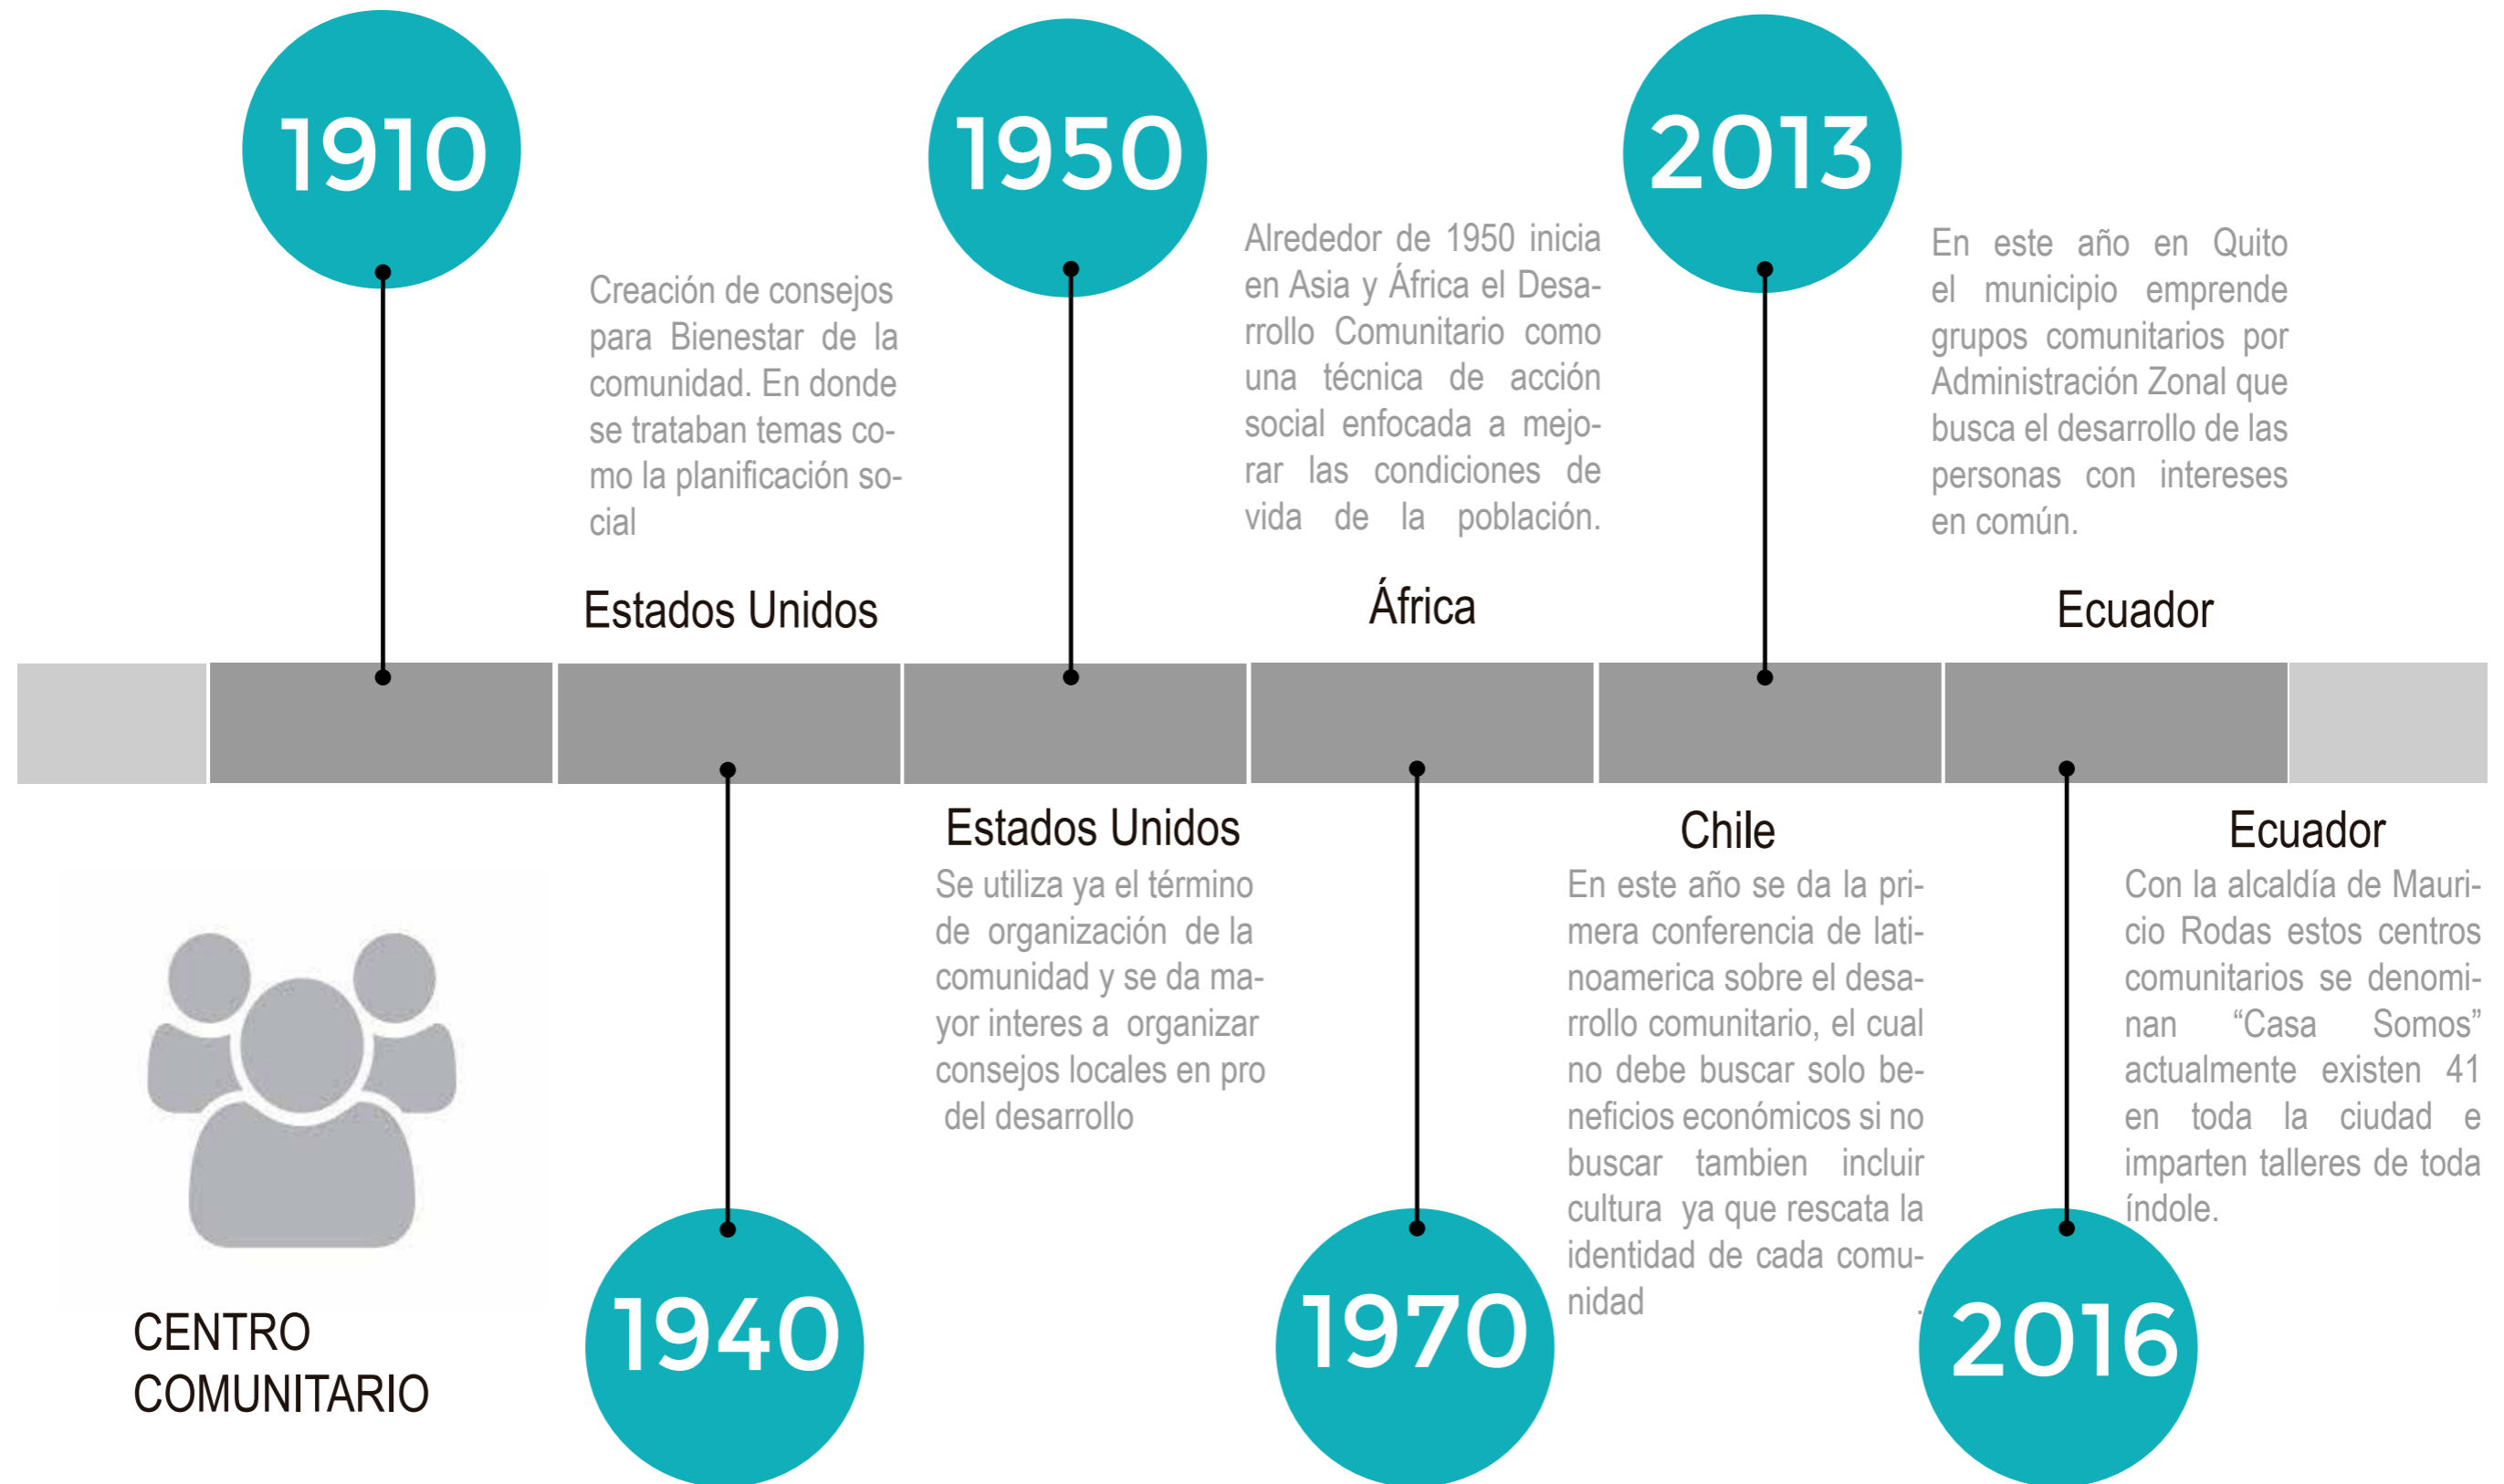 1910
Creación de consejos
para Bienestar de la
comunidad. En donde
se trataban temas co-
mo la planificación so-
cial
Estados Unidos
1950
Alrededor de 1950 inicia
en Asia y África el Desa-
rrollo Comunitario como
una técnica de acción
social enfocada a mejo-
rar las condiciones de
vida de la población.
África
2013
En este año en Quito
el municipio emprende
grupos comunitarios por
Administración Zonal que
busca el desarrollo de las
personas con intereses
en común.
Ecuador
CENTRO
COMUNITARIO
1940
Estados Unidos
Se utiliza ya el término
de organización de la
comunidad y se da ma-
yor interes a organizar
consejos locales en pro
del desarrollo
1970
Chile
En este año se da la pri-
mera conferencia de lati-
noamerica sobre el desa-
rrollo comunitario, el cual
no debe buscar solo be-
neficios económicos si no
buscar tambien incluir
cultura ya que rescata la
identidad de cada comu-
nidad .
2016
Ecuador
Con la alcaldía de Mauri-
cio Rodas estos centros
comunitarios se denomi-
nan “Casa Somos”
actualmente existen 41
en toda la ciudad e
imparten talleres de toda
índole.